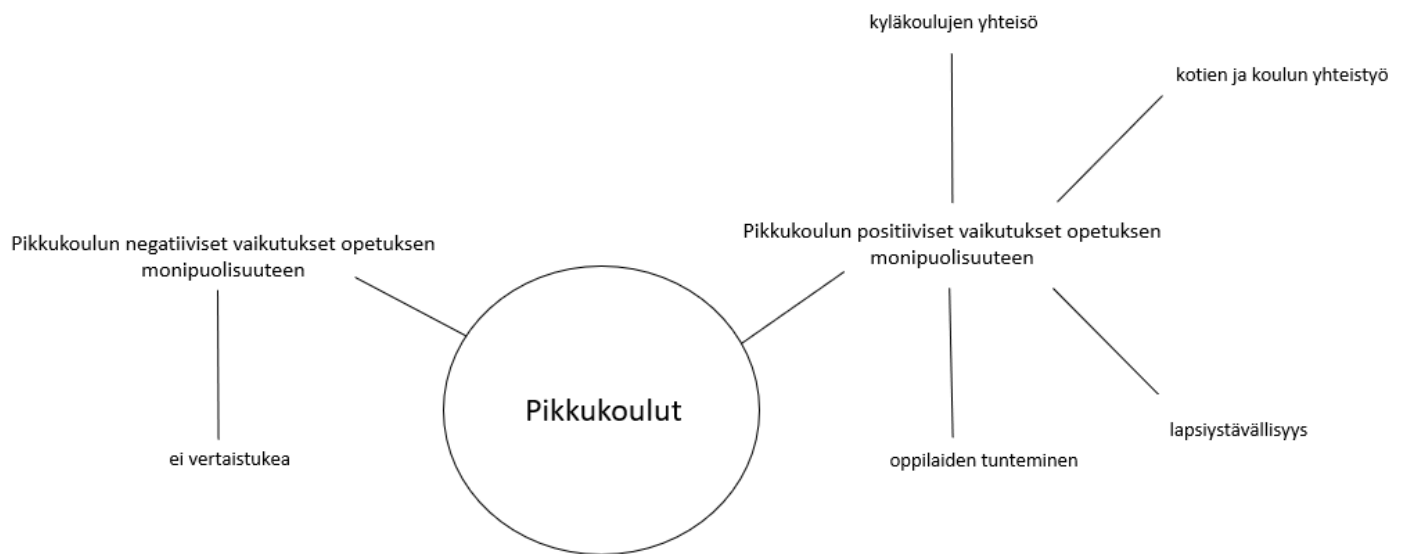 kyläkoulujen yhteisö
kotien ja koulun yhteistyö
Pikkukoulun negatiiviset vaikutukset opetuksen
monipuolisuuteen
Pikkukoulun positiiviset vaikutukset opetuksen
monipuolisuuteen
Pikkukoulut
ei vertaistukea
oppilaiden tunteminen
lapsiystävällisyys